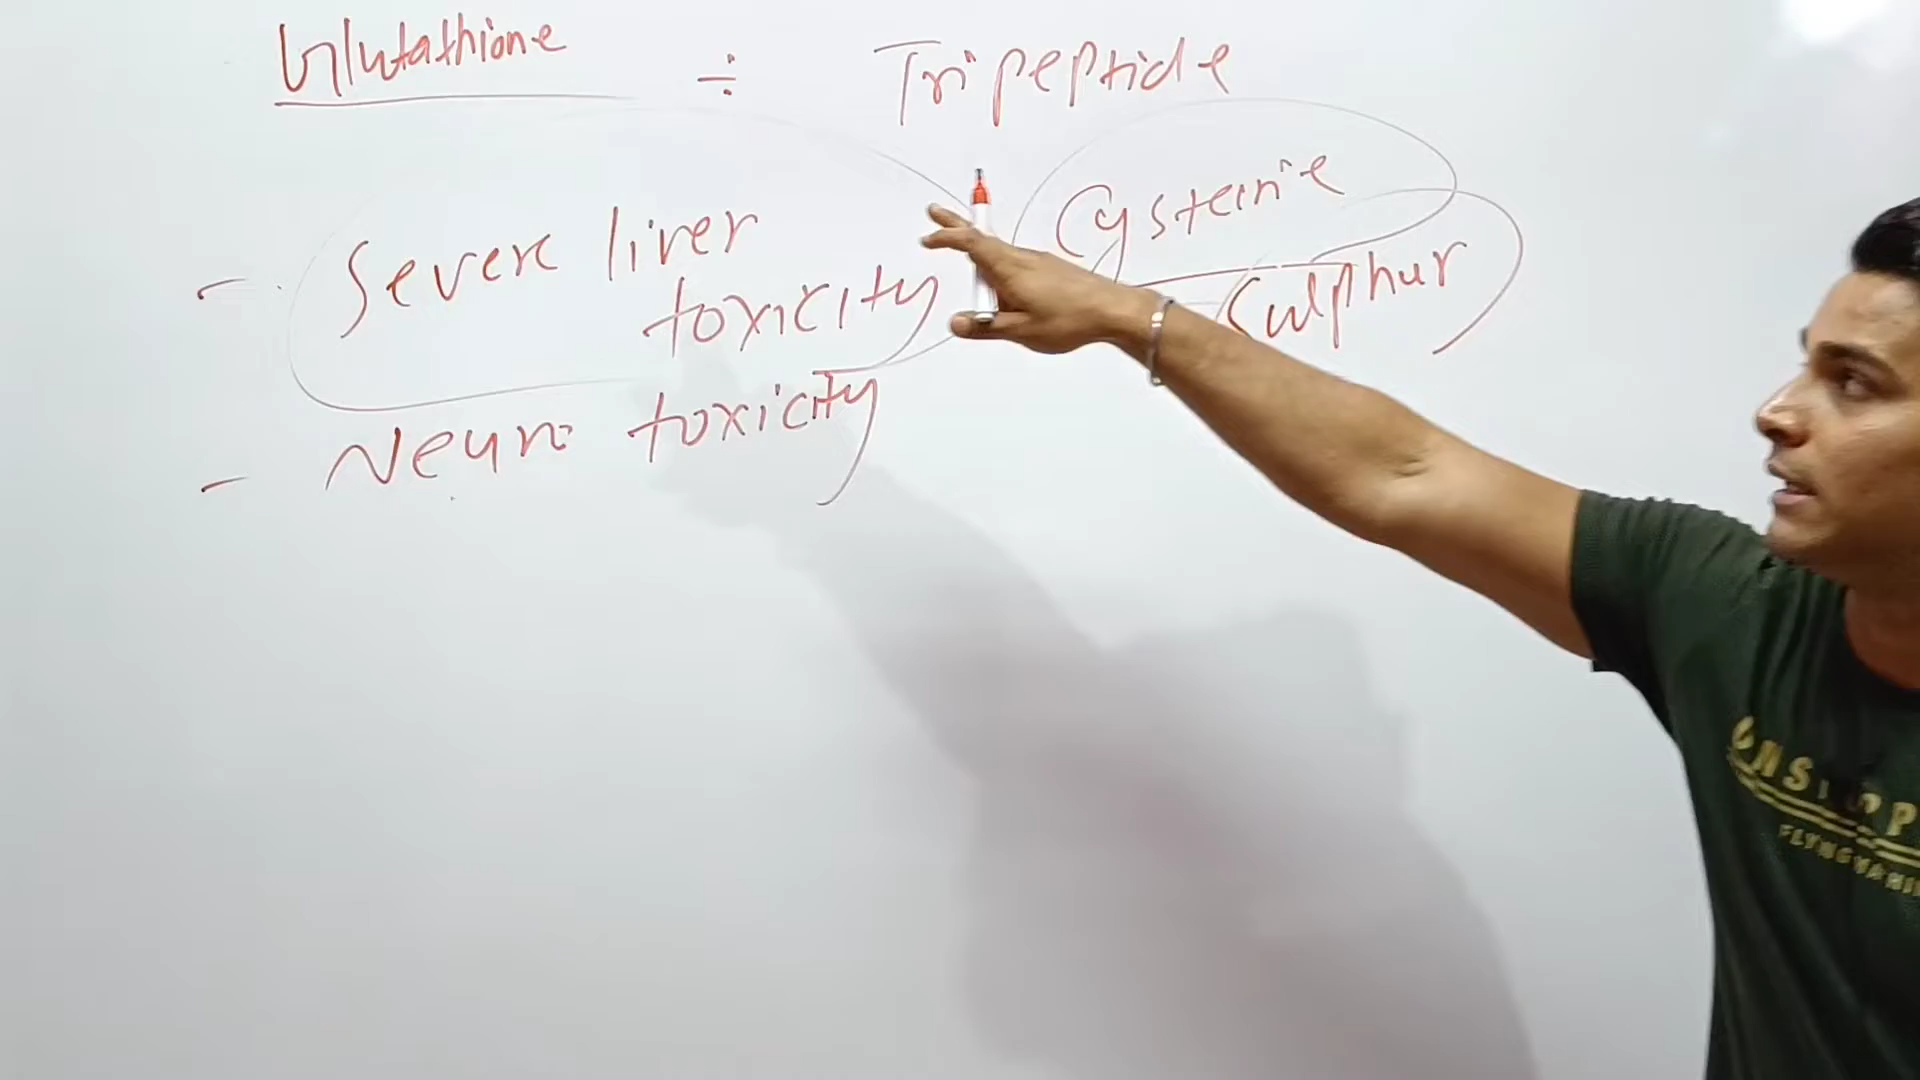 Glutathione ÷ Tripeptide
Cysteine
Sulphur
- Severe liver
toxicity
- Neuro toxicity